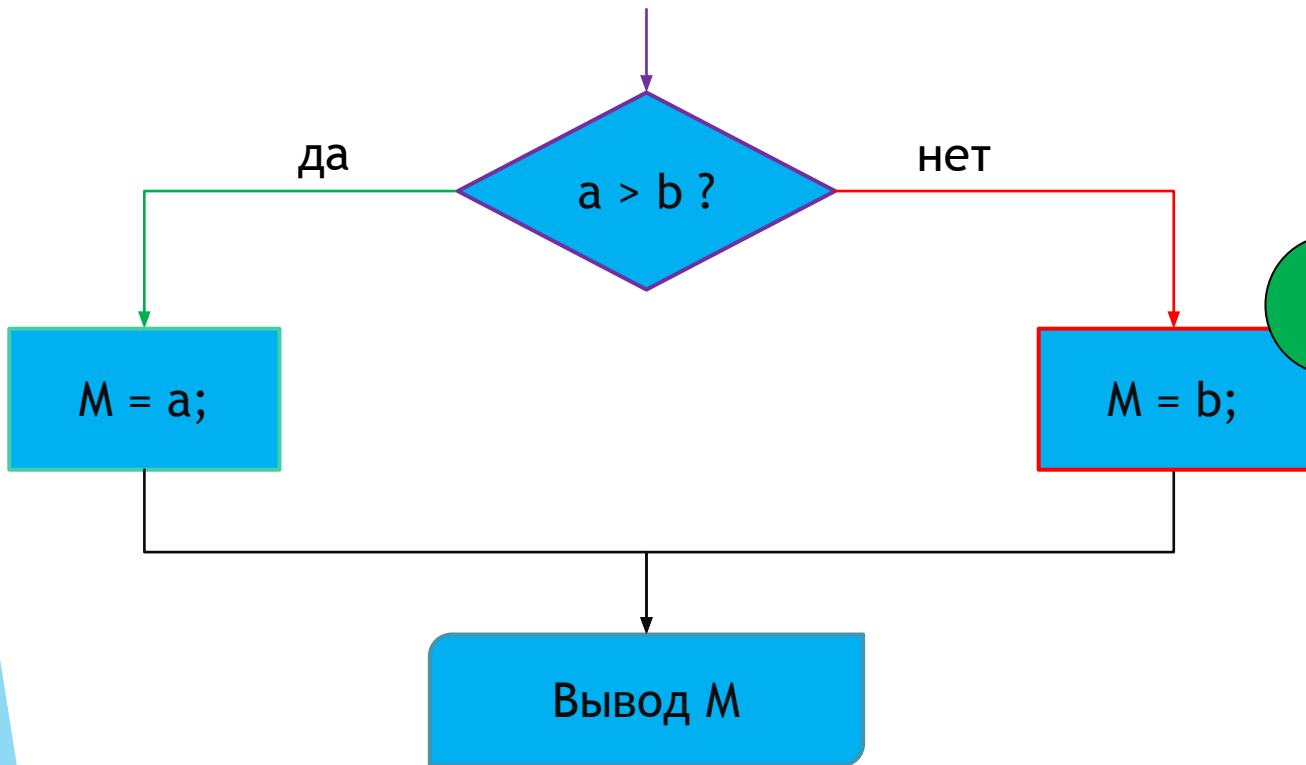 да
нет
a > b ?
M = a;
M = b;
Вывод M